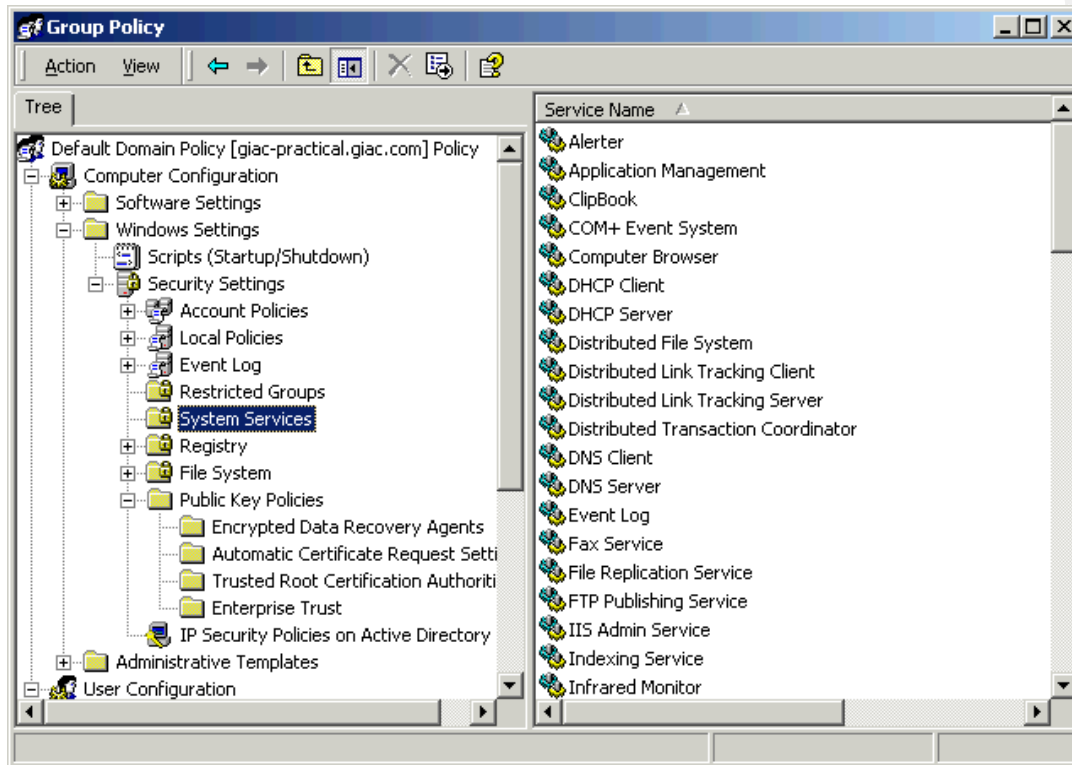 Group Policy
Action View
Tree
Default Domain Policy [giac-practical.giac.com] Policy
Computer Configuration
Software Settings
Windows Settings
Scripts (Startup/Shutdown)
Security Settings
Account Policies
Local Policies
Event Log
Restricted Groups
System Services
Registry
File System
Public Key Policies
Encrypted Data Recovery Agents
Automatic Certificate Request Setti
Trusted Root Certification Authoriti
Enterprise Trust
IP Security Policies on Active Directory
Administrative Templates
User Configuration
Service Name
Alerter
Application Management
ClipBook
COM+ Event System
Computer Browser
DHCP Client
DHCP Server
Distributed File System
Distributed Link Tracking Client
Distributed Link Tracking Server
Distributed Transaction Coordinator
DNS Client
DNS Server
Event Log
Fax Service
File Replication Service
FTP Publishing Service
IIS Admin Service
Indexing Service
Infrared Monitor